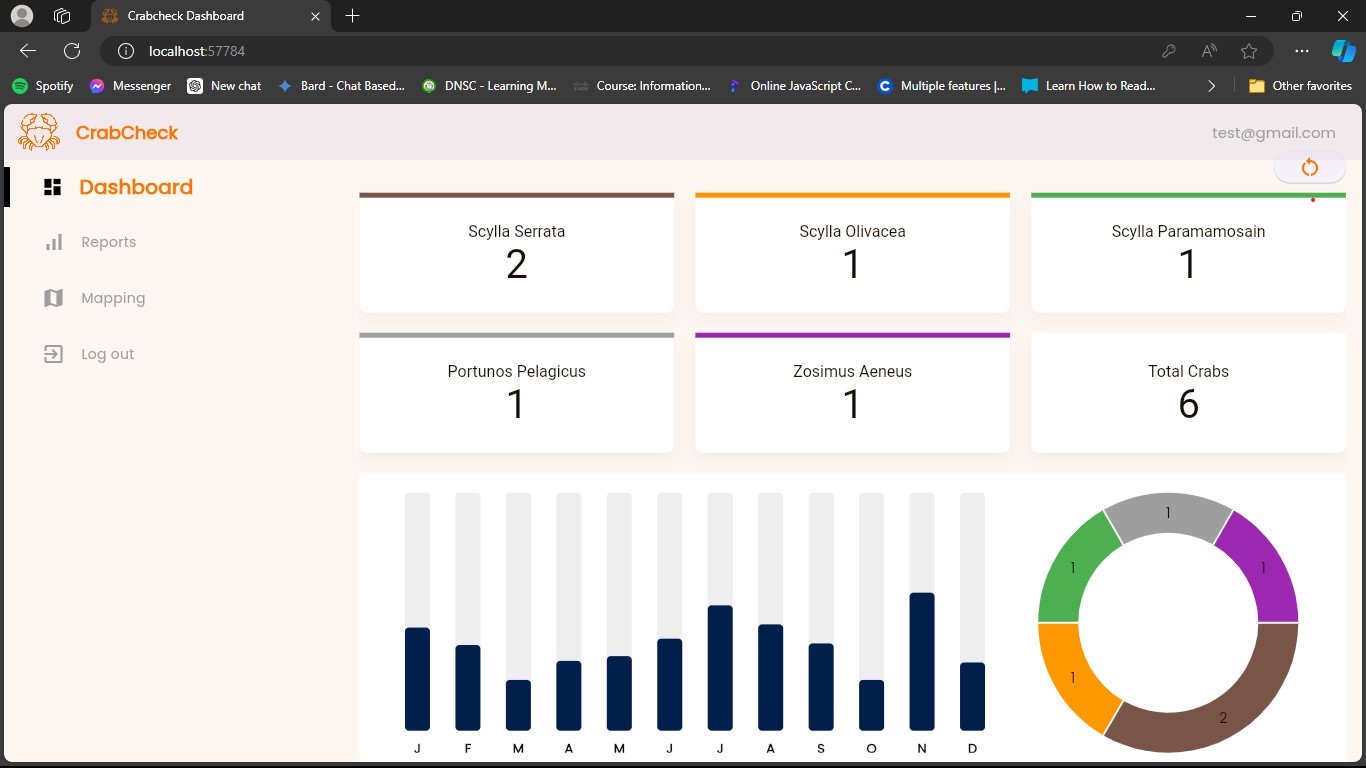 Crabcheck Dashboard
localhost:57784
Spotify
Messenger
New chat
Bard - Chat Based...
DNSC - Learning M...
Course: Information...
Online JavaScript C...
Multiple features |...
Learn How to Read...
Other favorites
CrabCheck
test@gmail.com
Dashboard
Reports
Mapping
Log out
Scylla Serrata
2
Scylla Olivacea
1
Scylla Paramamosain
1
Portunos Pelagicus
1
Zosimus Aeneus
1
Total Crabs
6
J F M A M J J A S O N D
1
1
1
1
2